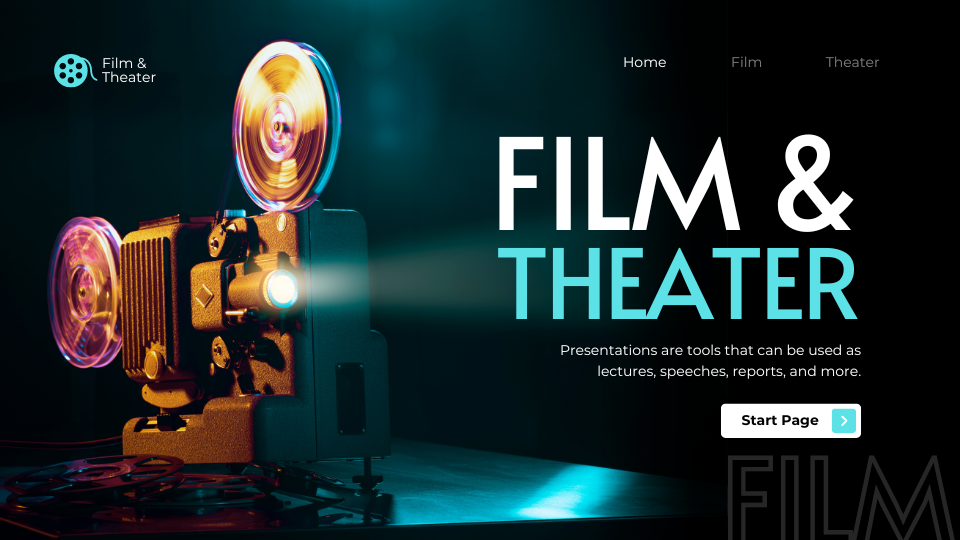 Film &
Theater
Home Film Theater
FILM &
THEATER
Presentations are tools that can be used as
lectures, speeches, reports, and more.
Start Page
FILM